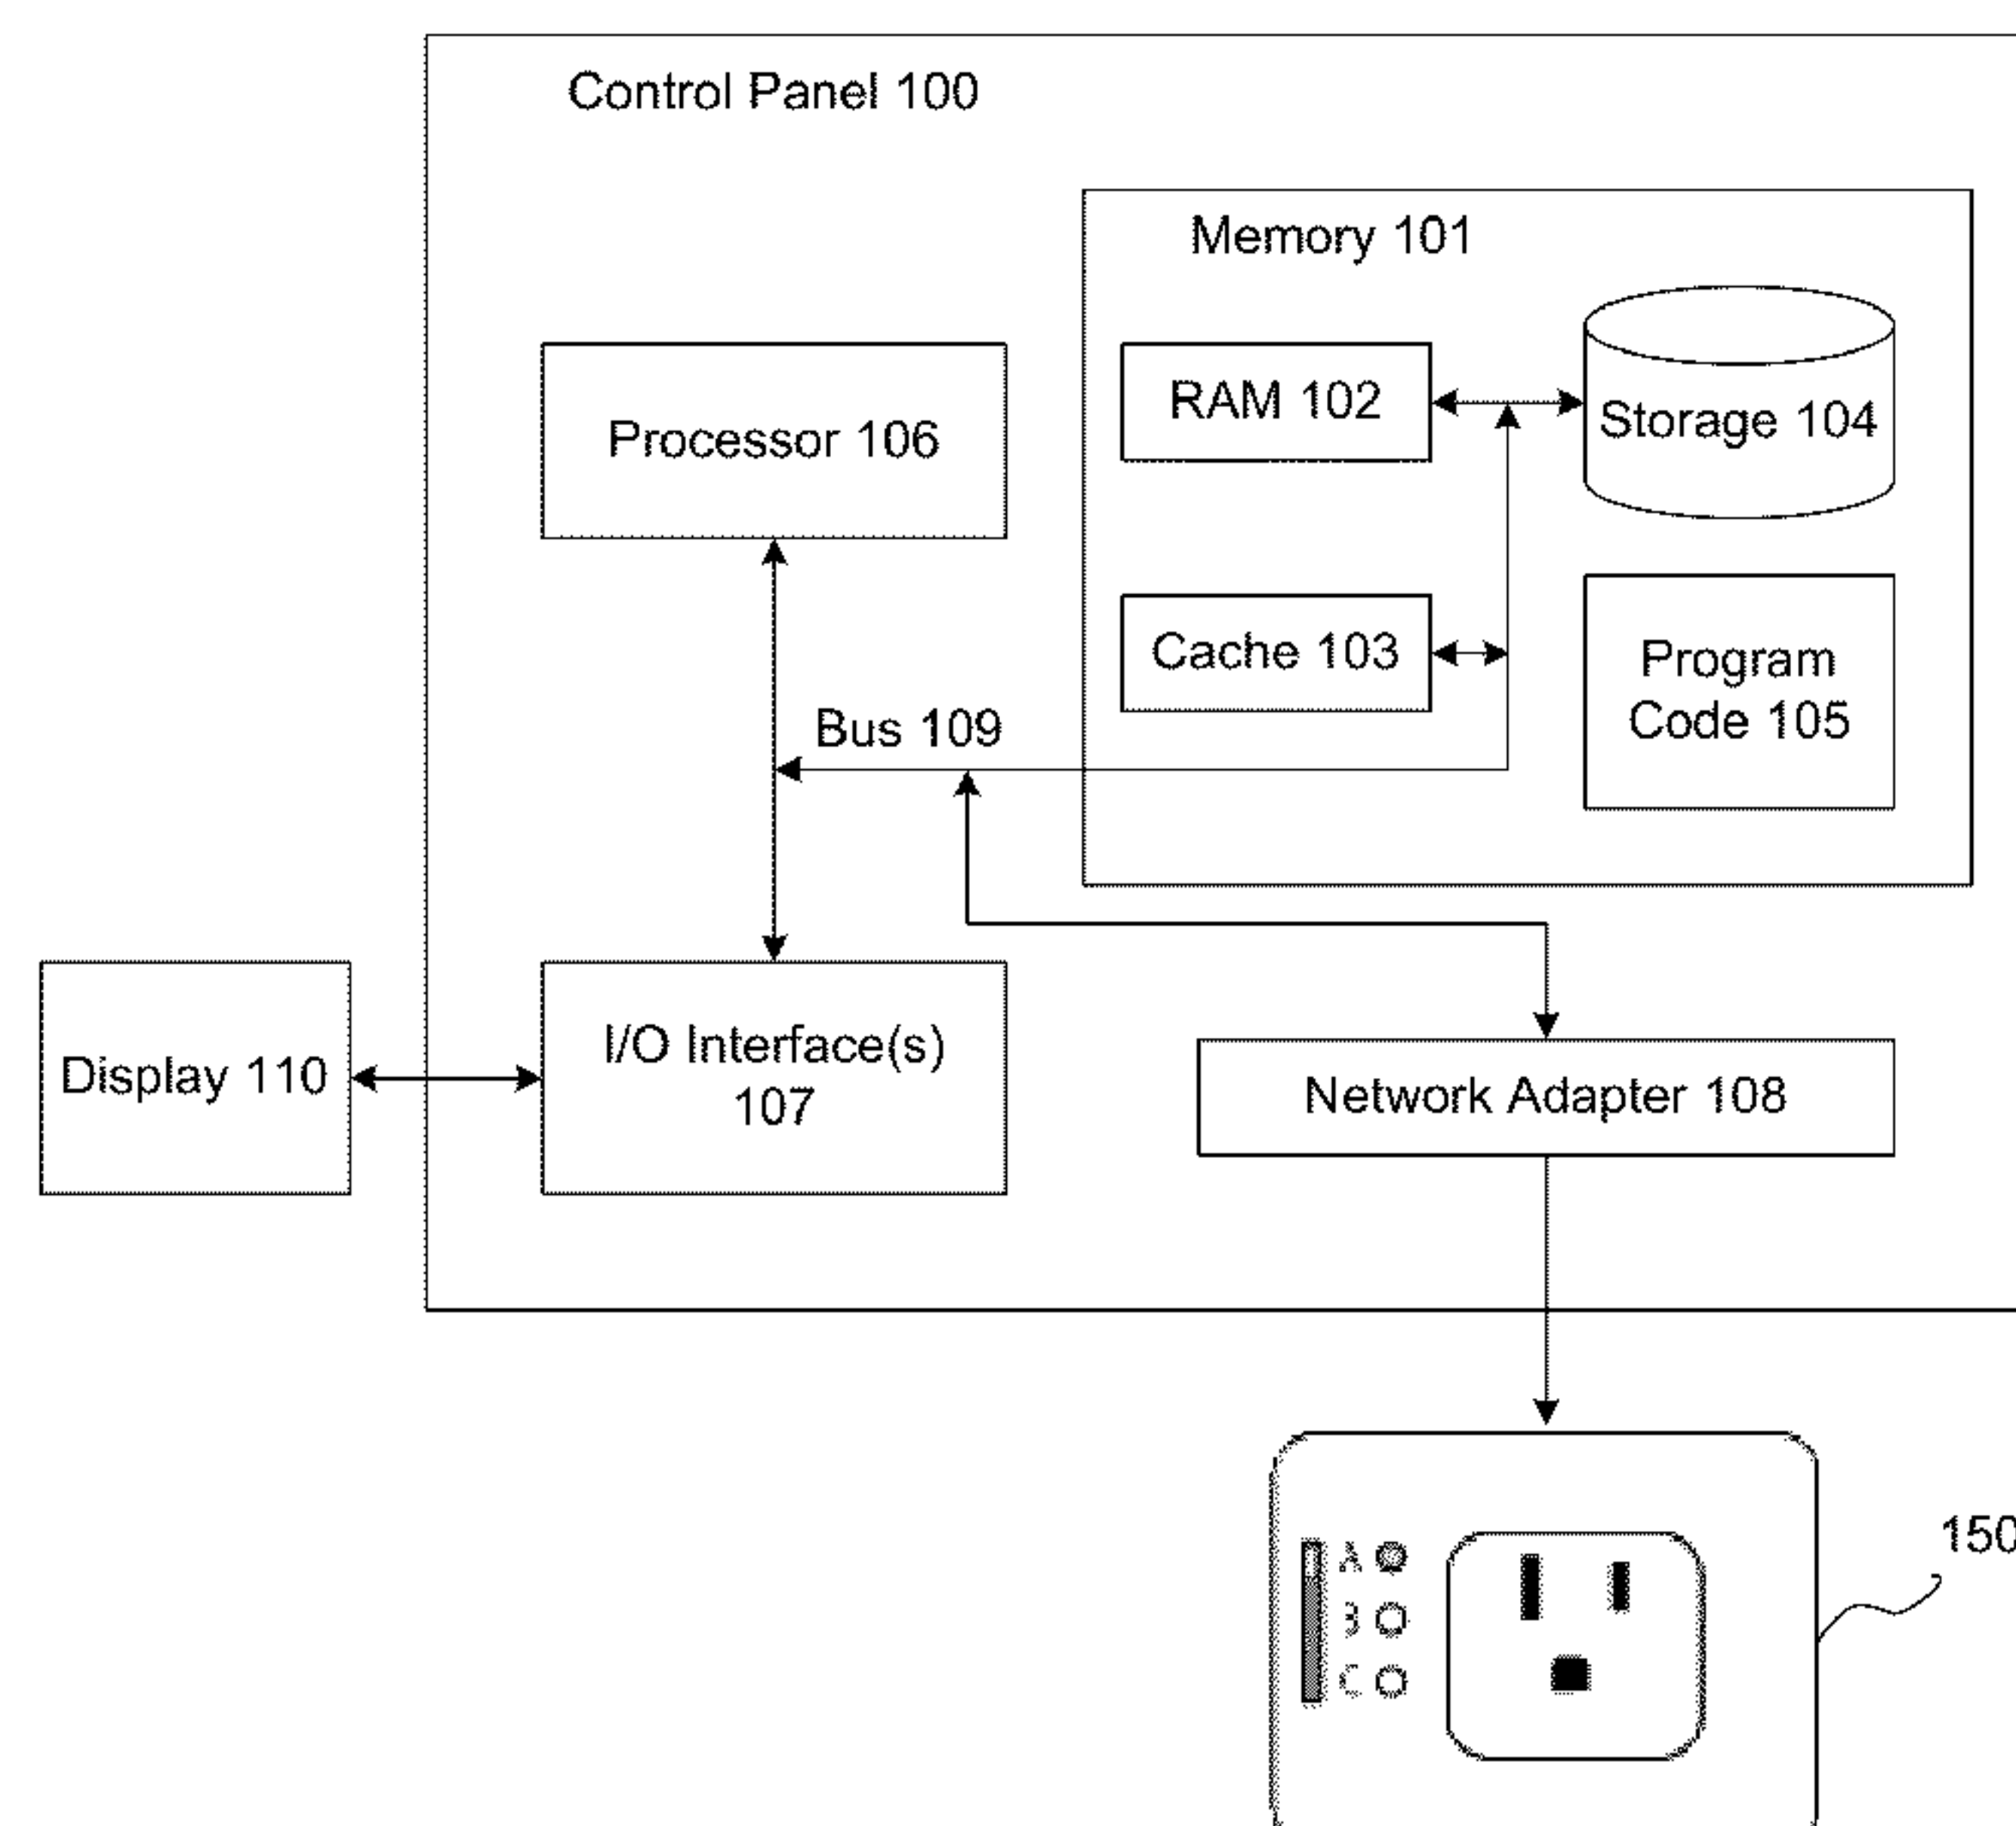 Control Panel 100
Memory 101
RAM 102
Storage 104
Processor 106
Cache 103
Program
Code 105
Bus 109
I/O Interface(s)
107
Display 110
Network Adapter 108
150
A
B
C